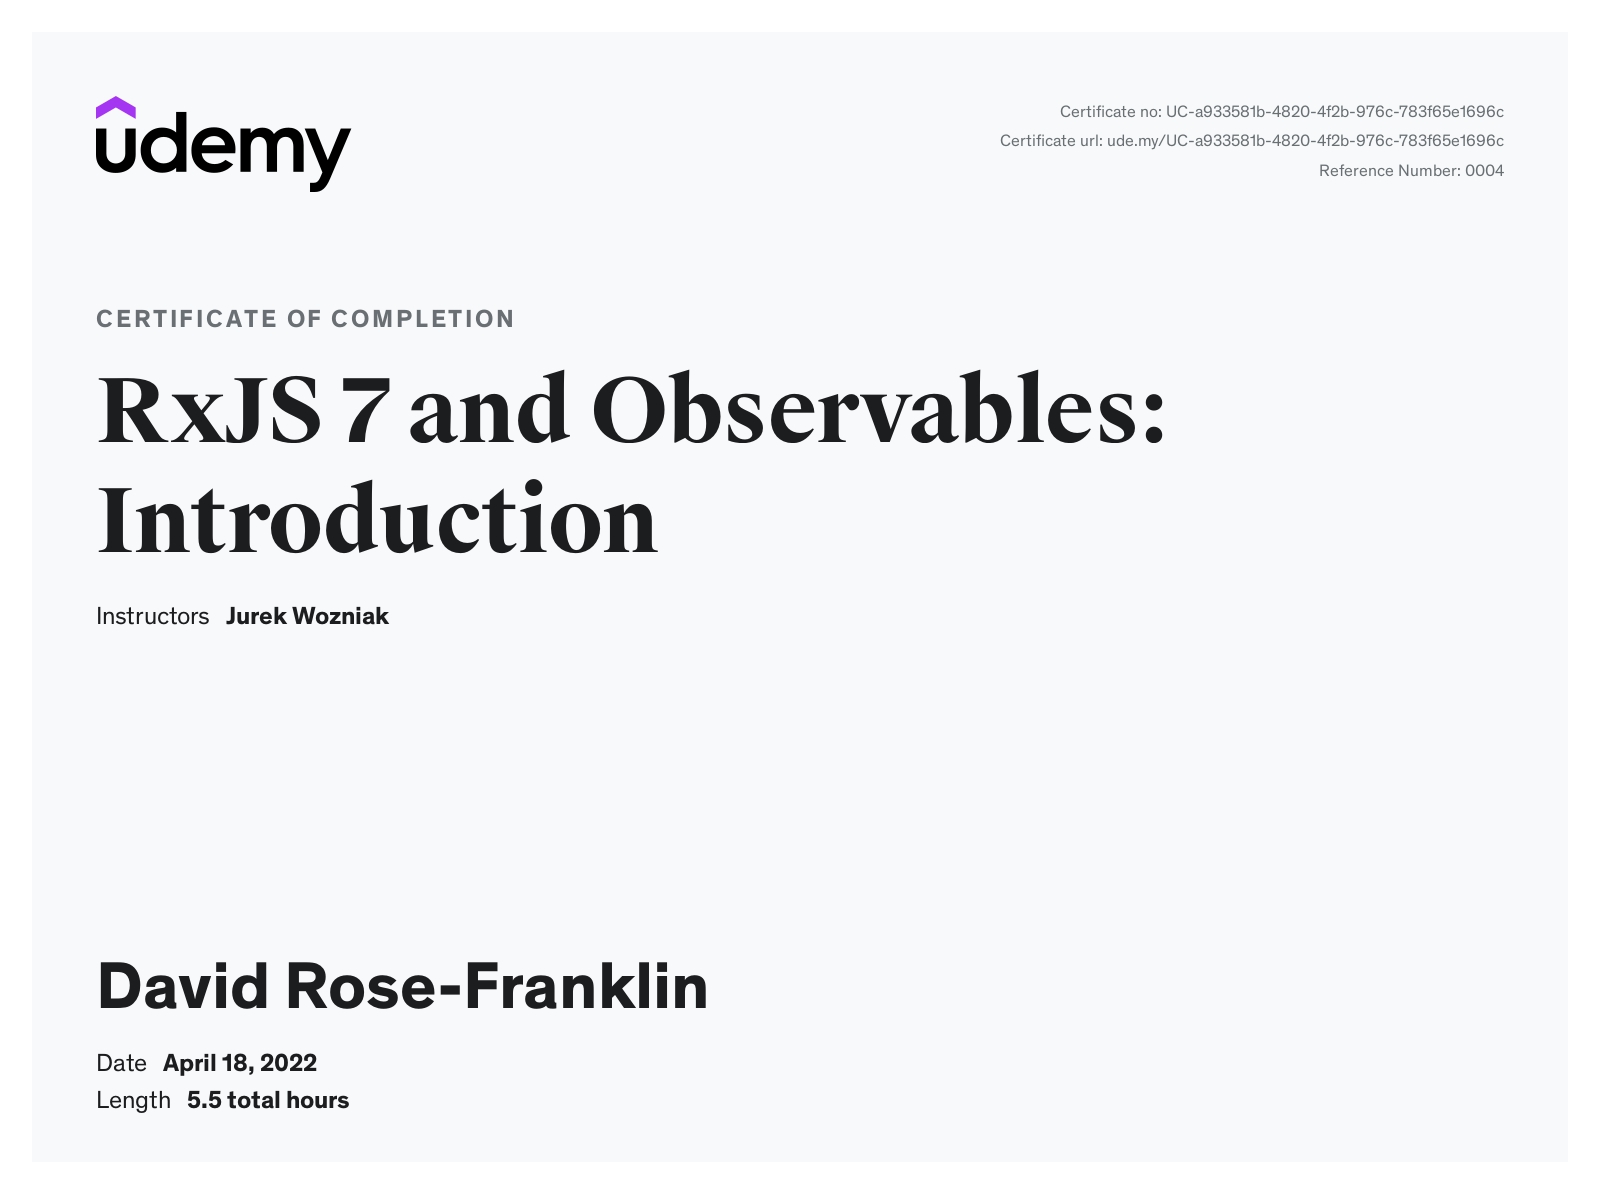 udemy
Certificate no: UC-a933581b-4820-4f2b-976c-783f65e1696c
Certificate url: ude.my/UC-a933581b-4820-4f2b-976c-783f65e1696c
Reference Number: 0004
CERTIFICATE OF COMPLETION
RxJS 7 and Observables:
Introduction
Instructors Jurek Wozniak
David Rose-Franklin
Date April 18, 2022
Length 5.5 total hours